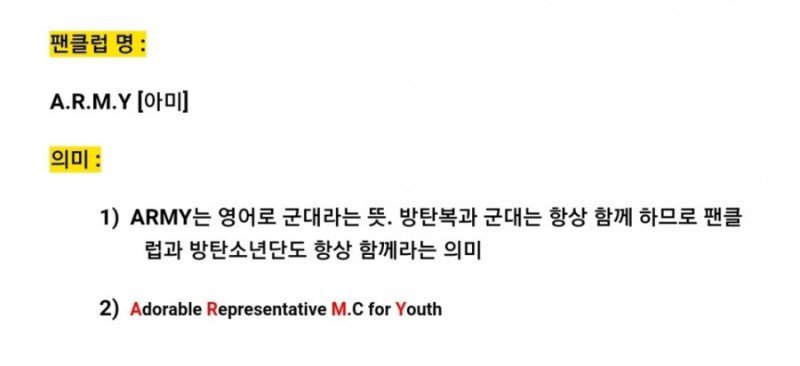 팬클럽 명 :
A.R.M.Y [아미]
의미 :
1) ARMY는 영어로 군대라는 뜻. 방탄복과 군대는 항상 함께 하므로 팬클
럽과 방탄소년단도 항상 함께라는 의미
2) Adorable Representative M.C for Youth